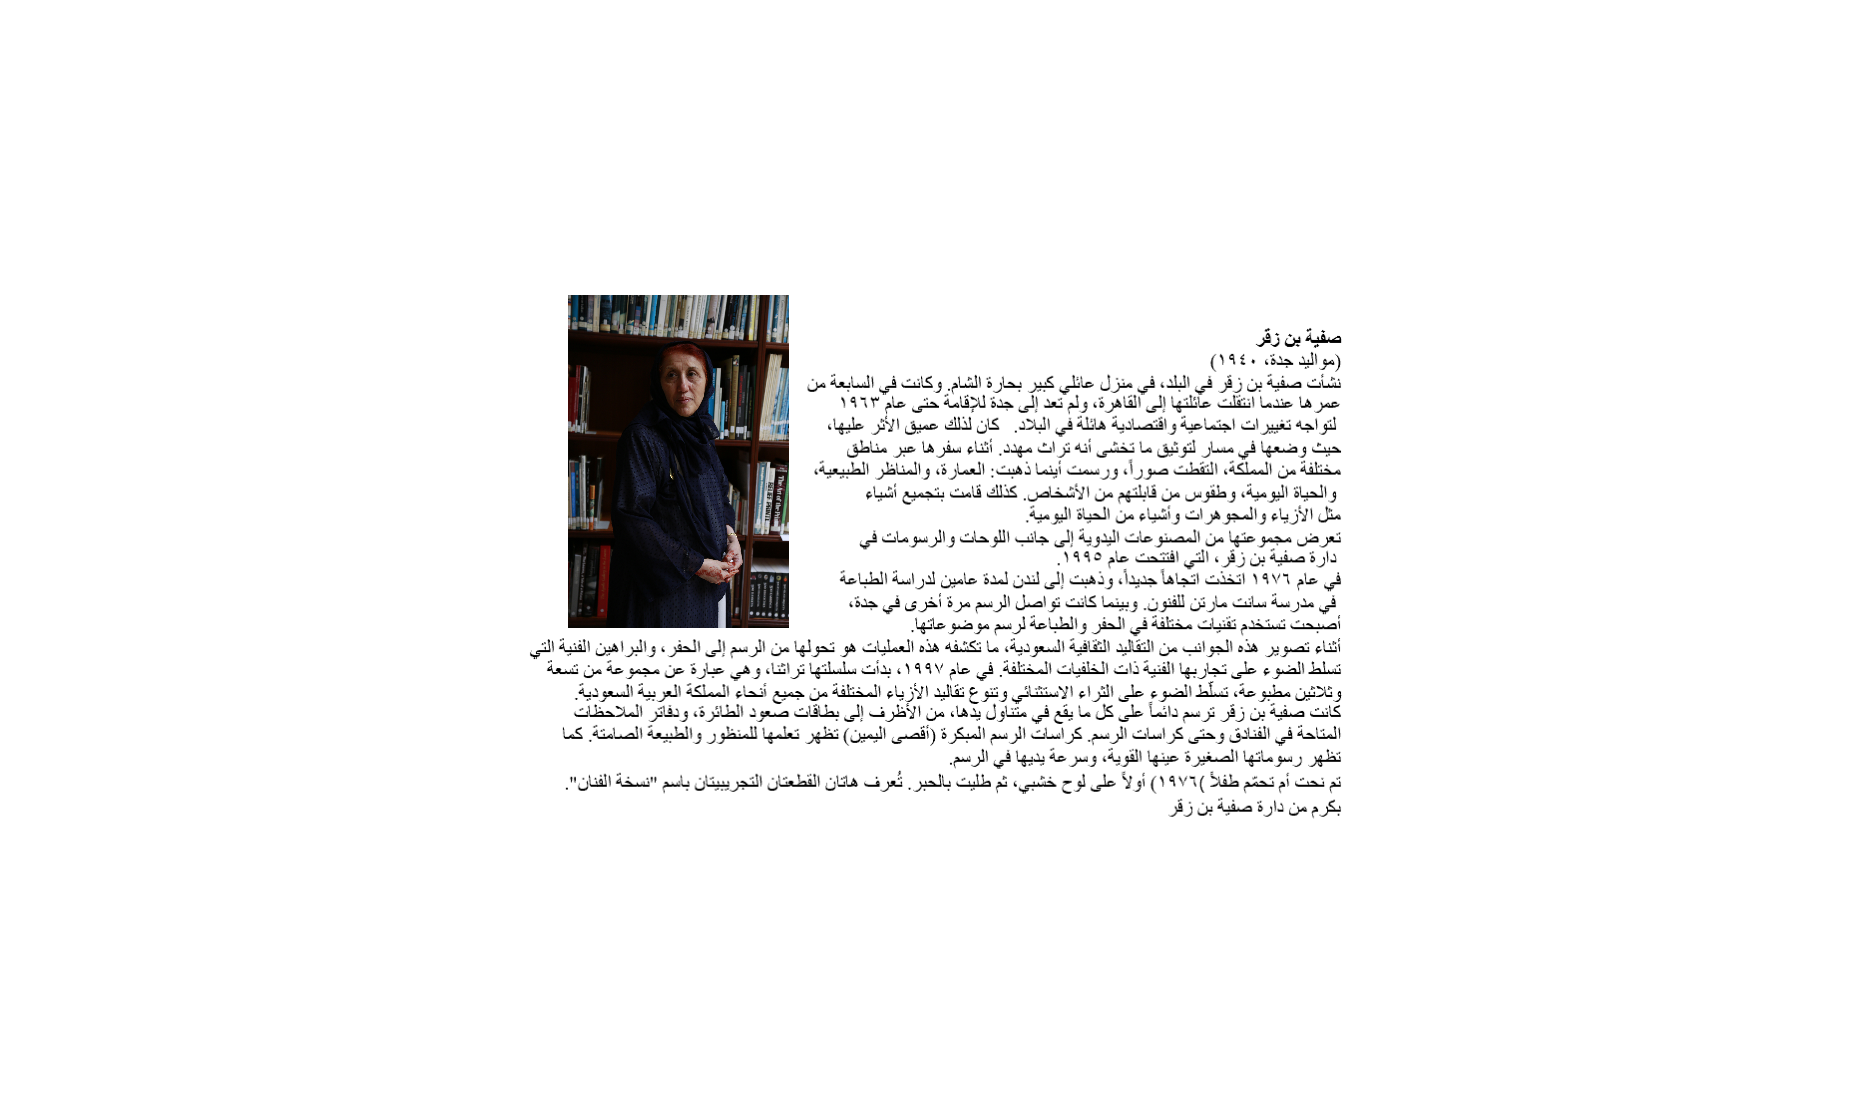 صفية بن زقر
(مواليد جدة، ١٩٤٠)
نشأت صفية بن زقر في البلد، في منزل عائلي كبير بحارة الشام. وكانت في السابعة من
عمرها عندما انتقلت عائلتها إلى القاهرة، ولم تعد إلى جدة للإقامة حتى عام ١٩٦٣
لتواجه تغييرات اجتماعية واقتصادية هائلة في البلاد. كان لذلك عميق الأثر عليها،
حيث وضعها في مسار لتوثيق ما تخشى أنه تراث مهدد. أثناء سفرها عبر مناطق
مختلفة من المملكة، التقطت صوراً، ورسمت أينما ذهبت: العمارة، والمناظر الطبيعية،
والحياة اليومية، وطقوس من قابلتهم من الأشخاص. كذلك قامت بتجميع أشياء
مثل الأزياء والمجوهرات وأشياء من الحياة اليومية.
تعرض مجموعتها من المصنوعات اليدوية إلى جانب اللوحات والرسومات في
دارة صفية بن زقر، التي افتتحت عام ١٩٩٥.
في عام ١٩٧٦ اتخذت اتجاهاً جديداً، وذهبت إلى لندن لمدة عامين لدراسة الطباعة
في مدرسة سانت مارتن للفنون. وبينما كانت تواصل الرسم مرة أخرى في جدة،
أصبحت تستخدم تقنيات مختلفة في الحفر والطباعة لرسم موضوعاتها.
أثناء تصوير هذه الجوانب من التقاليد الثقافية السعودية، ما تكشفه هذه العمليات هو تحولها من الرسم إلى الحفر، والبراهين الفنية التي
تسلط الضوء على تجاربها الفنية ذات الخلفيات المختلفة. في عام ١٩٩٧، بدأت سلسلتها تراثنا، وهي عبارة عن مجموعة من تسعة
وثلاثين مطبوعة، تسلّط الضوء على الثراء الاستثنائي وتنوع تقاليد الأزياء المختلفة من جميع أنحاء المملكة العربية السعودية.
كانت صفية بن زقر ترسم دائماً على كل ما يقع في متناول يدها، من الأظرف إلى بطاقات صعود الطائرة، ودفاتر الملاحظات
المتاحة في الفنادق وحتى كراسات الرسم. كراسات الرسم المبكرة (أقصى اليمين) تظهر تعلمها للمنظور والطبيعة الصامتة. كما
تظهر رسوماتها الصغيرة عينها القوية، وسرعة يديها في الرسم.
تم نحت أم تحمّم طفلاً )١٩٧٦) أولاً على لوح خشبي، ثم طليت بالحبر. تُعرف هاتان القطعتان التجريبيتان باسم "نسخة الفنان".
بكرم من دارة صفية بن زقر